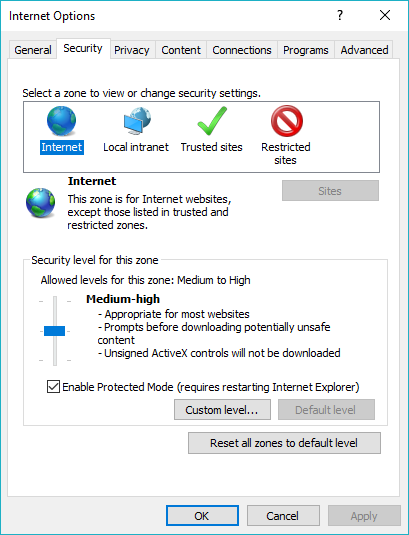 Internet Options
General Security Privacy Content Connections Programs Advanced
Select a zone to view or change security settings.
Internet Local intranet Trusted sites Restricted
sites
Internet
Sites
This zone is for Internet websites,
except those listed in trusted and
restricted zones.
Security level for this zone
Allowed levels for this zone: Medium to High
Medium-high
- Appropriate for most websites
- Prompts before downloading potentially unsafe
content
- Unsigned ActiveX controls will not be downloaded
Enable Protected Mode (requires restarting Internet Explorer)
Custom level... Default level
Reset all zones to default level
OK Cancel Apply